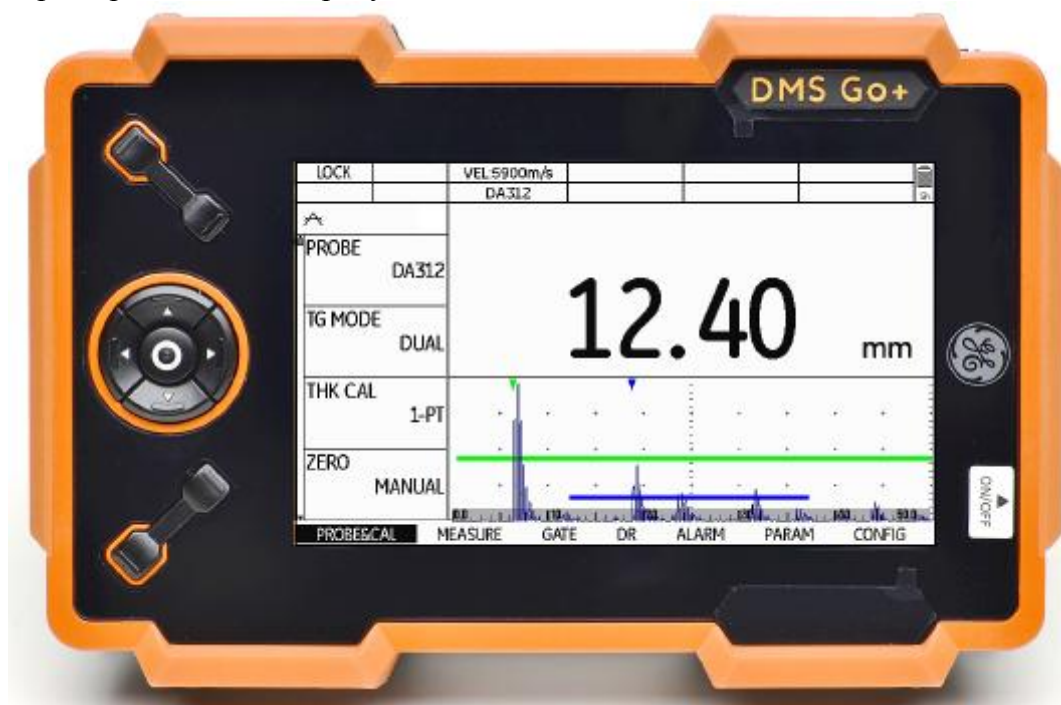 DMS Go+
LOCK
VEL:5900m/s
DA312
PROBE
DA312
TG MODE
DUAL
12.40 mm
THK CAL
1-PT
ZERO
MANUAL
ON/OFF
PROBE&CAL MEASURE GATE DR ALARM PARAM CONFIG